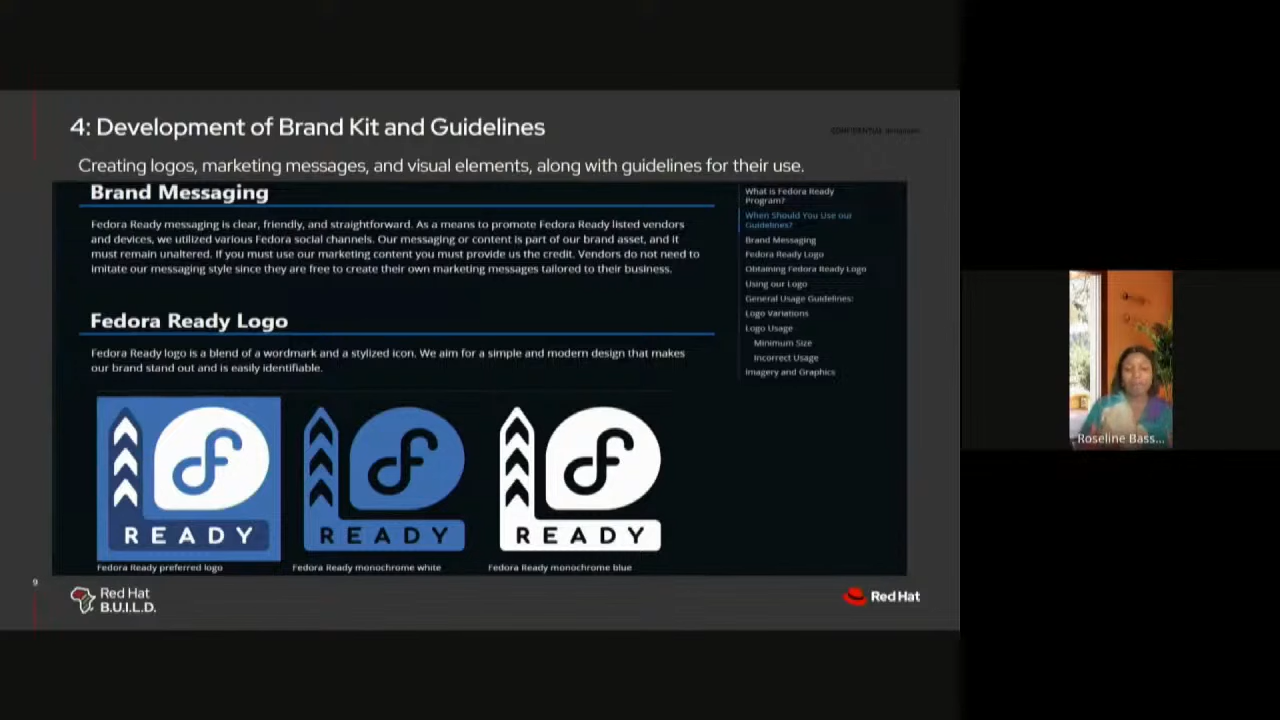 4: Development of Brand Kit and Guidelines
CONFIDENTIAL
Creating logos, marketing messages, and visual elements, along with guidelines for their use.
Brand Messaging
Fedora Ready messaging is clear, friendly, and straightforward. As a means to promote Fedora Ready listed vendors
and devices, we utilized various Fedora social channels. Our messaging or content is part of our brand asset, and it
must remain unaltered. If you must use our marketing content you must provide us the credit. Vendors do not need to
imitate our messaging style since they are free to create their own marketing messages tailored to their business.
Fedora Ready Logo
Fedora Ready logo is a blend of a wordmark and a stylized icon. We aim for a simple and modern design that makes
our brand stand out and is easily identifiable.
READY
READY
READY
Fedora Ready preferred logo
Fedora Ready monochrome white
Fedora Ready monochrome blue
What is Fedora Ready
Program?
When Should You Use our
Guidelines?
Brand Messaging
Fedora Ready Logo
Obtaining Fedora Ready Logo
Using our Logo
General Usage Guidelines:
Logo Variations
Logo Usage
Minimum Size
Incorrect Usage
Imagery and Graphics
9
Red Hat
B.U.I.L.D.
Red Hat
Roseline Bass...